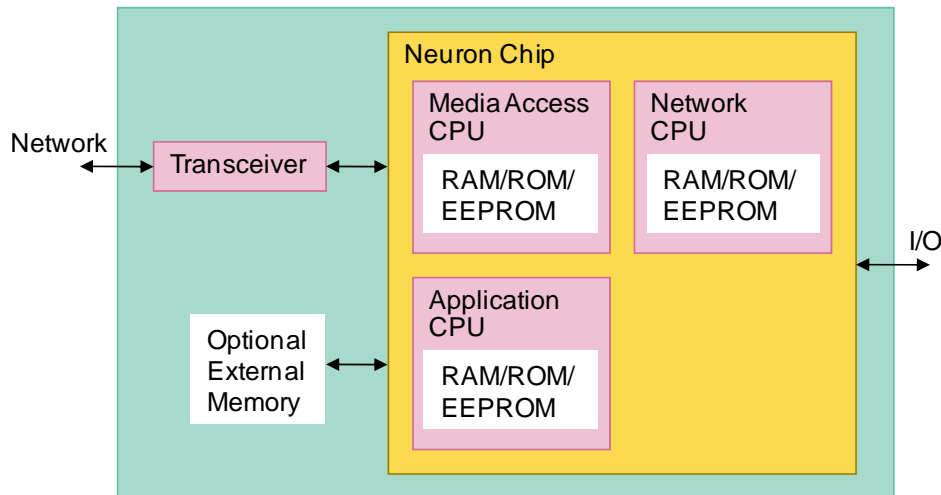 Neuron Chip
Media Access
CPU
RAM/ROM/
EEPROM
Network
CPU
RAM/ROM/
EEPROM
Network
Transceiver
I/O
Application
CPU
RAM/ROM/
EEPROM
Optional
External
Memory